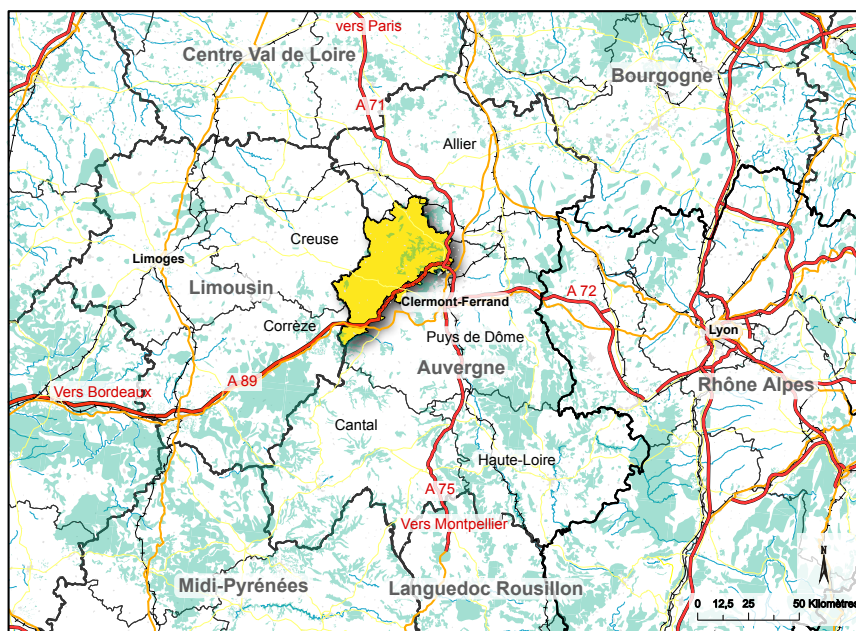 vers Paris
Centre Val de Loire
Bourgogne
A 71
Allier
Creuse
Limoges
Limousin
Clermont-Ferrand
A 72
Corrèze
Puys de Dôme
Lyon
Auvergne
A 89
Vers Bordeaux
Rhône Alpes
Cantal
Haute-Loire
A 75
Vers Montpellier
N
Midi-Pyrénées
Languedoc Rousillon
0 12,5 25 50 Kilomètres